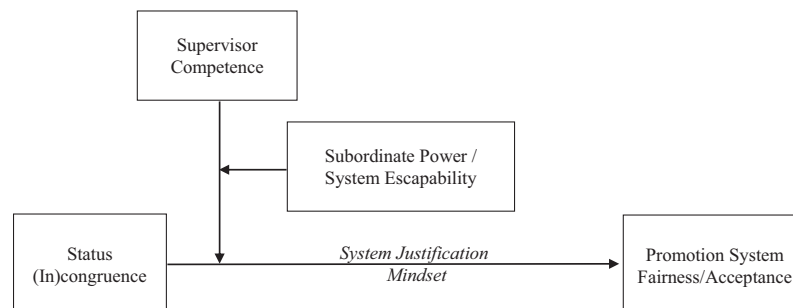 Supervisor
Competence
Subordinate Power /
System Escapability
Status
(In)congruence
System Justification
Mindset
Promotion System
Fairness/Acceptance